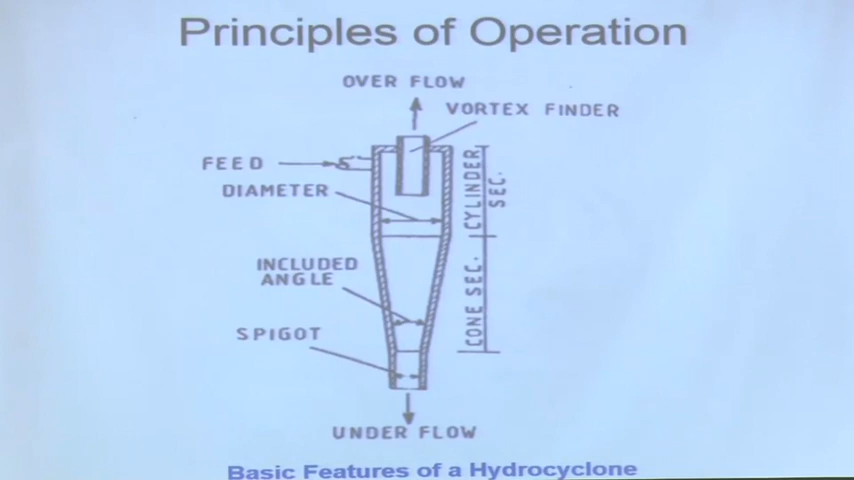 Principles of Operation
OVER FLOW
VORTEX FINDER
FEED
DIAMETER
CYLINDER
SEC.
INCLUDED
ANGLE
CONE SEC.
SPIGOT
UNDER FLOW
Basic Features of a Hydrocyclone